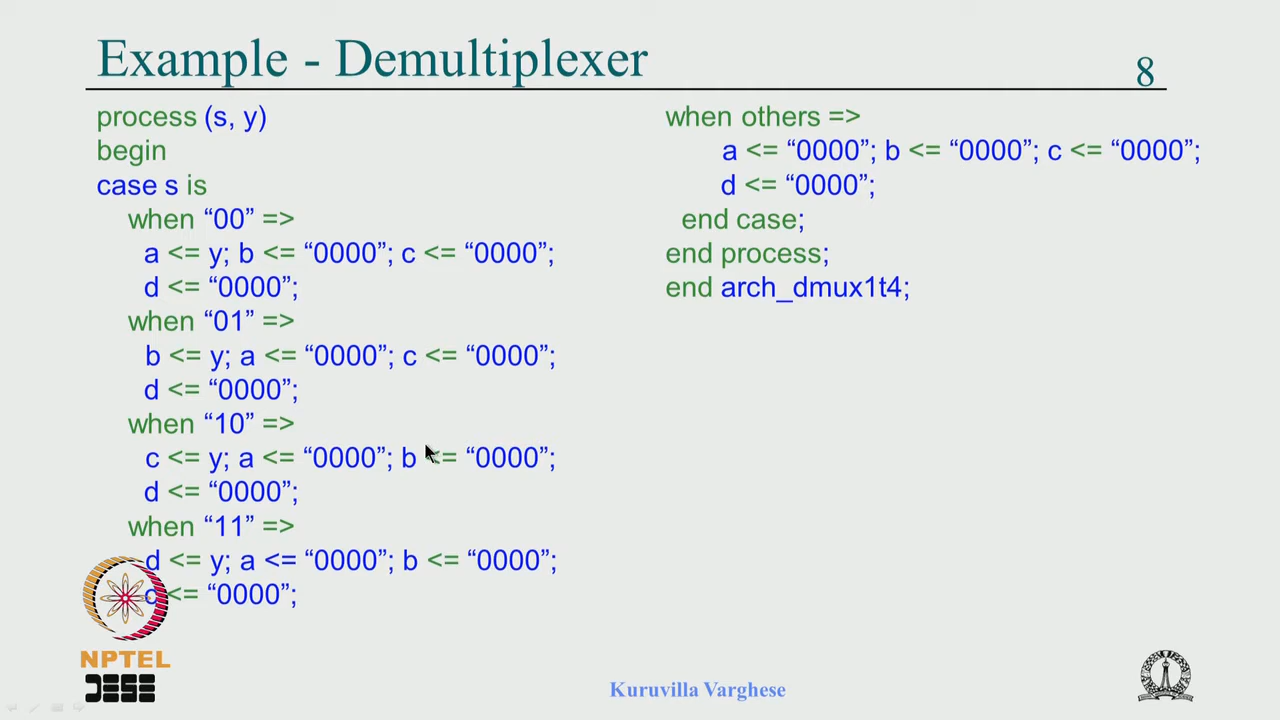 Example - Demultiplexer
8
process (s, y)
begin
case s is
when “00” =>
a <= y; b <= “0000”; c <= “0000”;
d <= “0000”;
when “01” =>
b <= y; a <= “0000”; c <= “0000”;
d <= “0000”;
when “10” =>
c <= y; a <= “0000”; b <= “0000”;
d <= “0000”;
when “11” =>
d <= y; a <= “0000”; b <= “0000”;
c <= “0000”;
when others =>
a <= “0000”; b <= “0000”; c <= “0000”;
d <= “0000”;
end case;
end process;
end arch_dmux1t4;
NPTEL
Kuruvilla Varghese